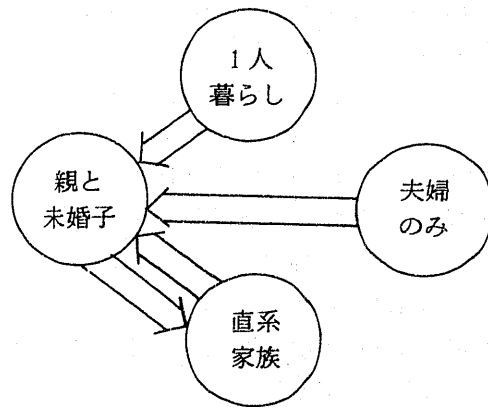 1人
暮らし
親と
未婚子
夫婦
のみ
直系
家族